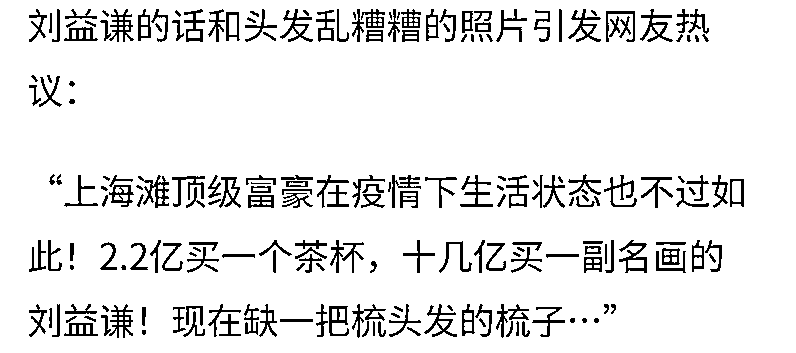 刘益谦的话和头发乱糟糟的照片引发网友热
议：
“上海滩顶级富豪在疫情下生活状态也不过如
此！2.2亿买一个茶杯，十几亿买一副名画的
刘益谦！现在缺一把梳头发的梳子…”